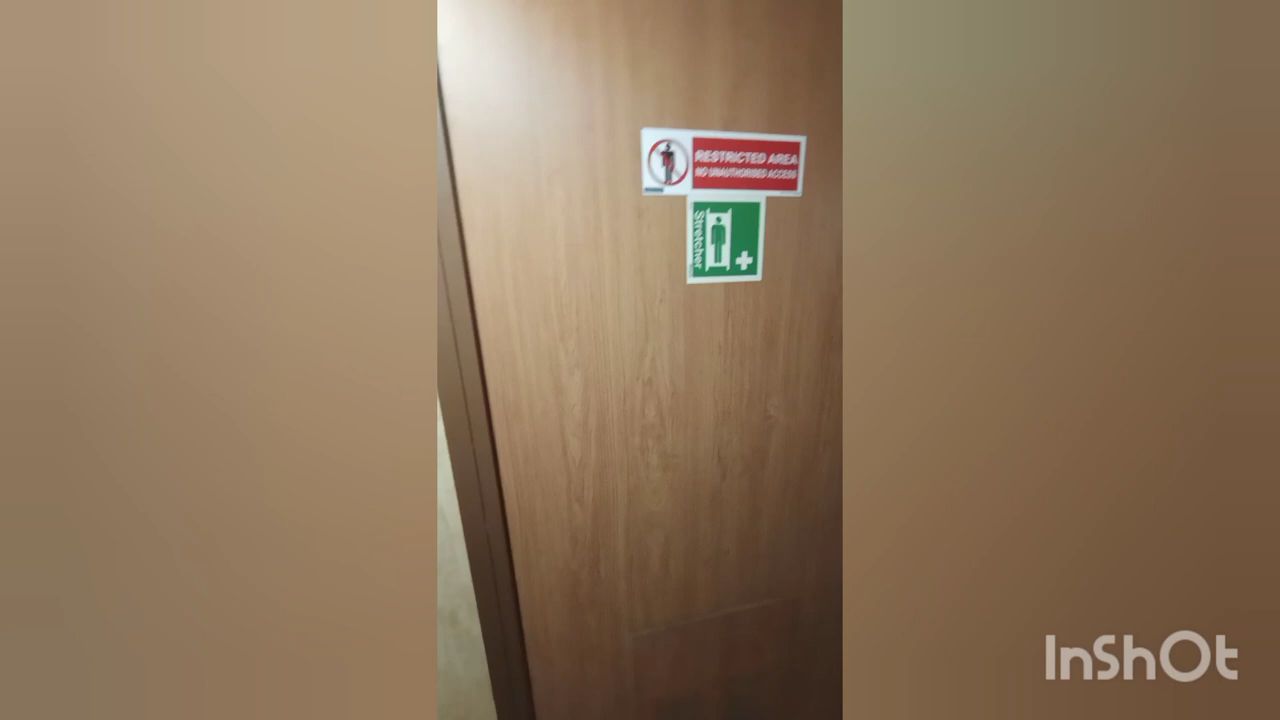 RESTRICTED AREA
NO UNAUTHORISED ACCESS
Stretcher
InShOt